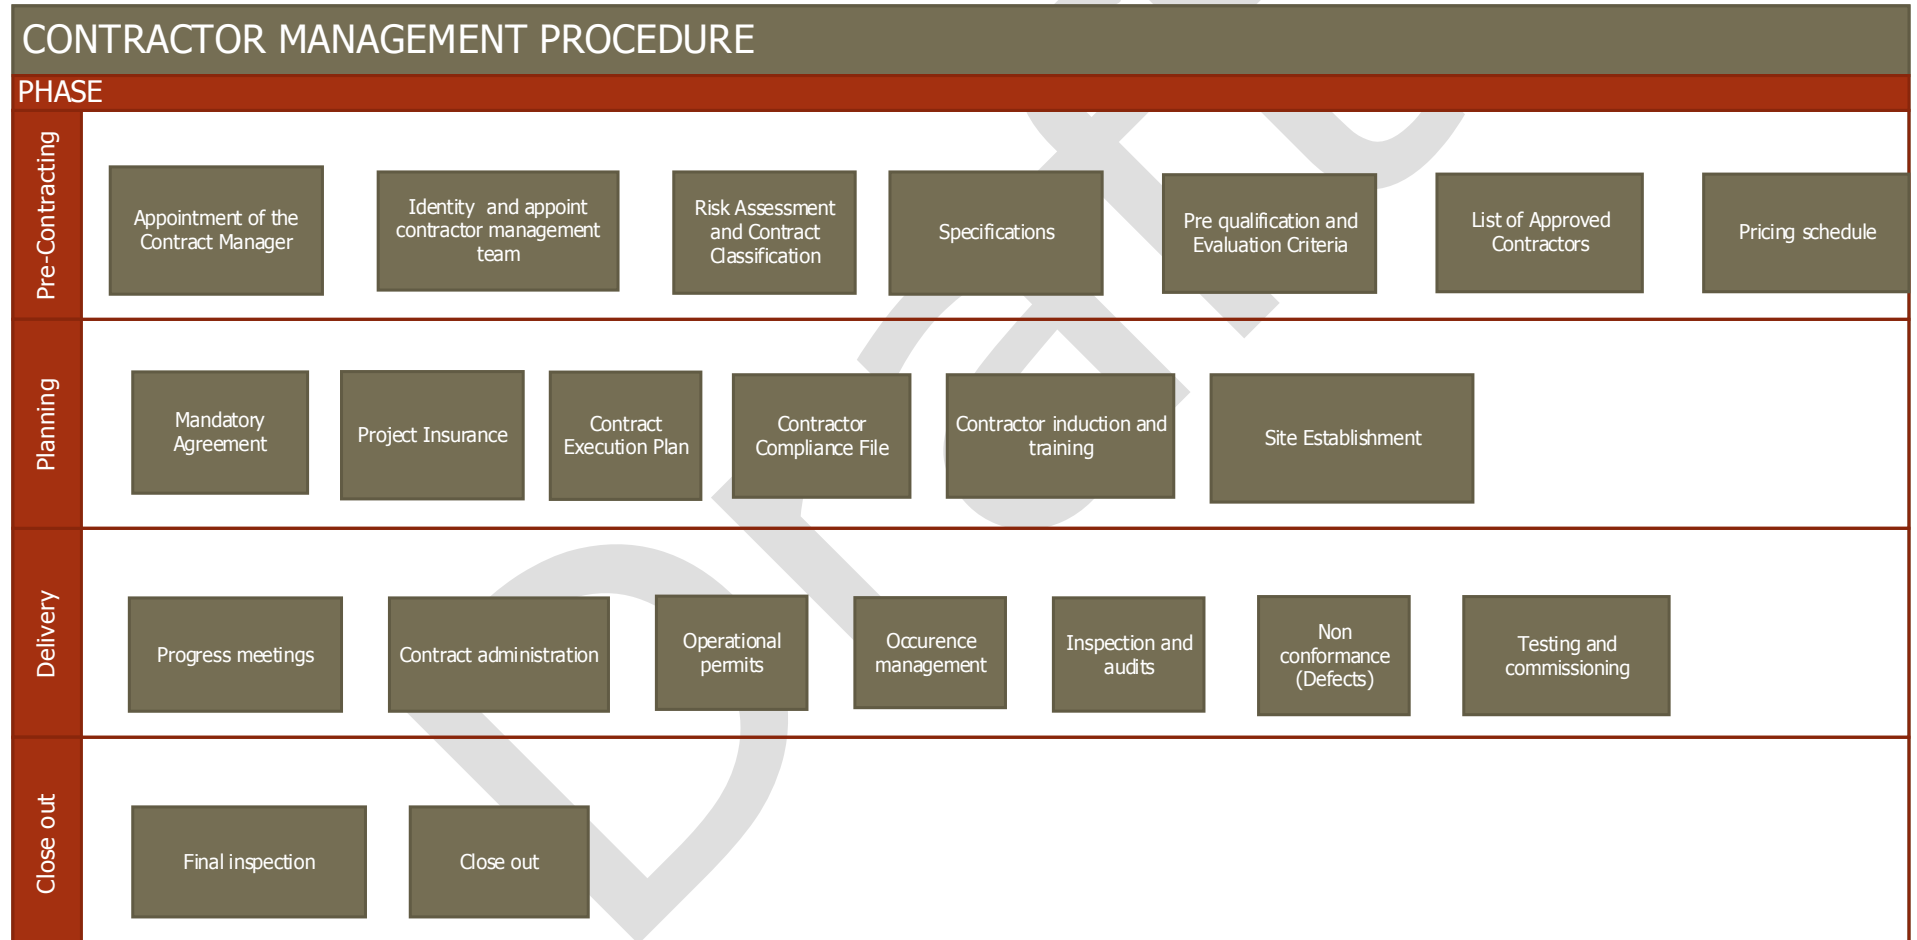 CONTRACTOR MANAGEMENT PROCEDURE
PHASE
Pre-Contracting
Appointment of the
Contract Manager
Identity and appoint
contractor management
team
Risk Assessment
and Contract
Classification
Specifications
Pre qualification and
Evaluation Criteria
List of Approved
Contractors
Pricing schedule
Planning
Mandatory
Agreement
Project Insurance
Contract
Execution Plan
Contractor
Compliance File
Contractor induction and
training
Site Establishment
Delivery
Progress meetings
Contract administration
Operational
permits
Occurence
management
Inspection and
audits
Non
conformance
(Defects)
Testing and
commissioning
Close out
Final inspection
Close out
Draft